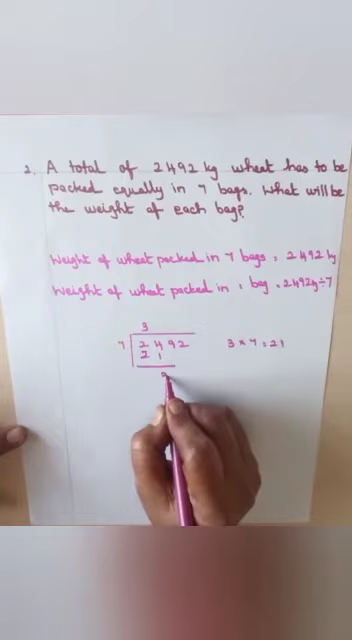 2. A total of 2492 kg wheat has to be
packed equally in 7 bags. What will be
the weight of each bag?
Weight of wheat packed in 7 bags = 2492 kg
Weight of wheat packed in 1 bag = 2492kg÷7
3
7 2492 3 × 7 = 21
21